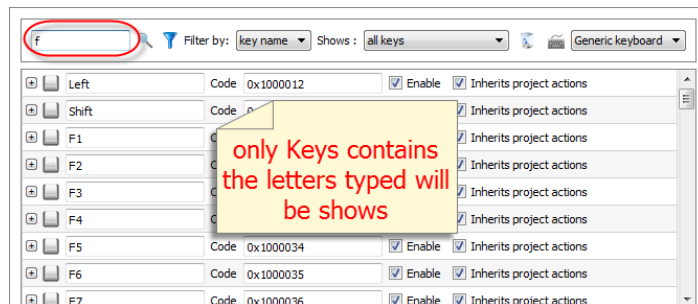 f Filter by: key name Shows : all keys Generic keyboard
Left Code 0x1000012 Enable Inherits project actions
Shift Code Inherits project actions
F1 Inherits project actions
F2 Inherits project actions
F3 Inherits project actions
F4 Inherits project actions
F5 Code 0x1000034 Enable Inherits project actions
F6 Code 0x1000035 Enable Inherits project actions
F7 Code 0x1000036 Enable Inherits project actions
only Keys contains
the letters typed will
be shows